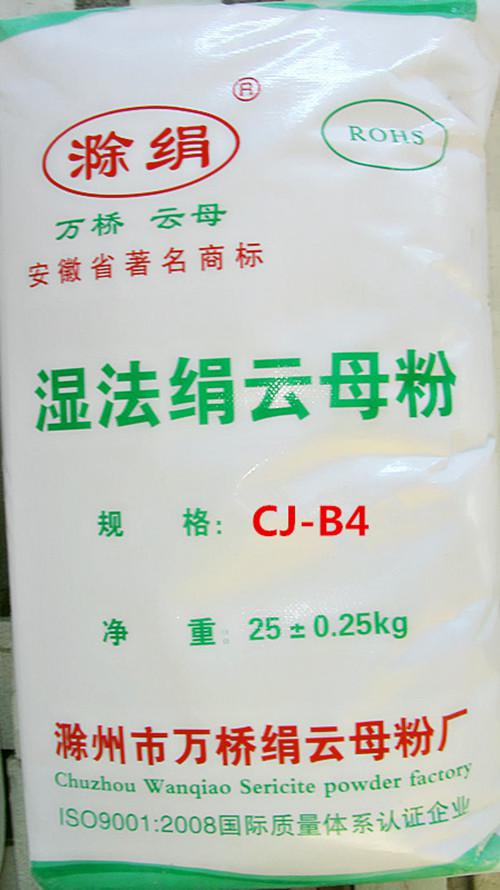 ®
滁绢
ROHS
万桥 云母
安徽省著名商标
湿法绢云母粉
规 格: CJ-B4
净 重: 25±0.25kg
滁州市万桥绢云母粉厂
Chuzhou Wanqiao Sericite powder factory
ISO9001:2008国际质量体系认证企业